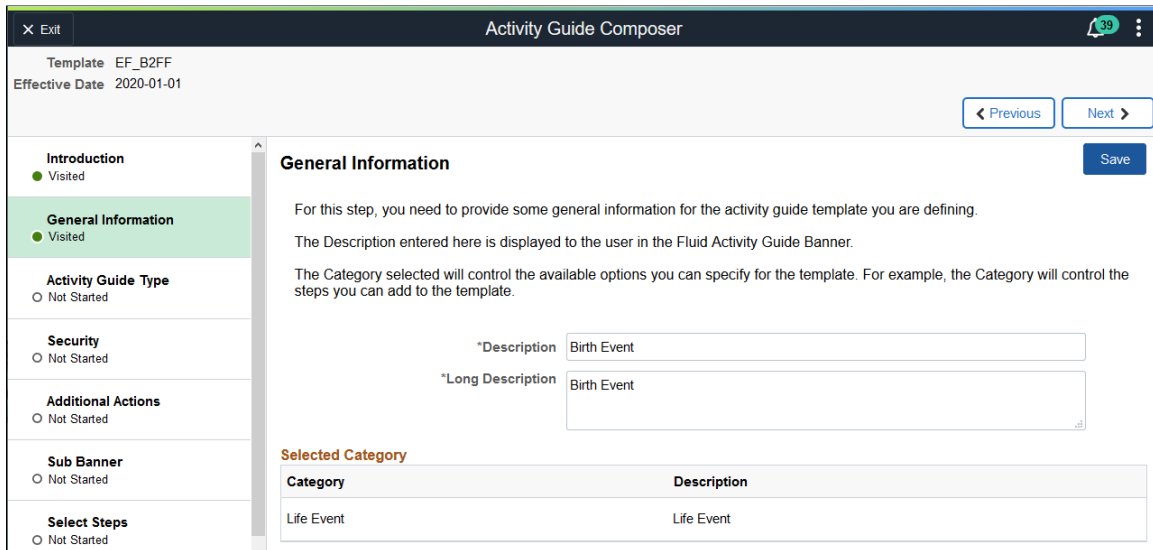 × Exit
Activity Guide Composer
39
Template EF_B2FF
Effective Date 2020-01-01
Previous
Next
Introduction
Visited
General Information
Visited
Activity Guide Type
Not Started
Security
Not Started
Additional Actions
Not Started
Sub Banner
Not Started
Select Steps
Not Started
General Information
Save
For this step, you need to provide some general information for the activity guide template you are defining.
The Description entered here is displayed to the user in the Fluid Activity Guide Banner.
The Category selected will control the available options you can specify for the template. For example, the Category will control the
steps you can add to the template.
*Description Birth Event
*Long Description Birth Event
Selected Category
Category Description
Life Event Life Event